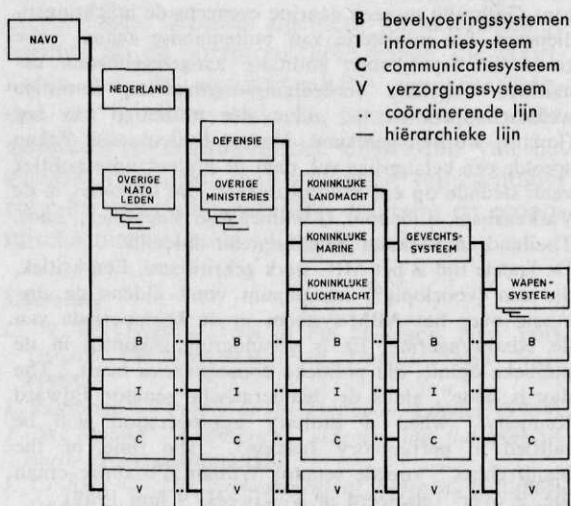 B bevelvoeringssystemen
I informatiesysteem
C communicatiesysteem
V verzorgingssysteem
coördinerende lijn
hiërarchieke lijn
NAVO
NEDERLAND
DEFENSIE
OVERIGE
NATO
LEDEN
OVERIGE
MINISTERIES
KONINKLIJKE
LANDMACHT
KONINKLIJKE
MARINE
KONINKLIJKE
LUCHTMACHT
GEVECHTS-
SYSTEEM
WAPEN-
SYSTEEM
B B B B B
I I I I I
C C C C C
V V V V V